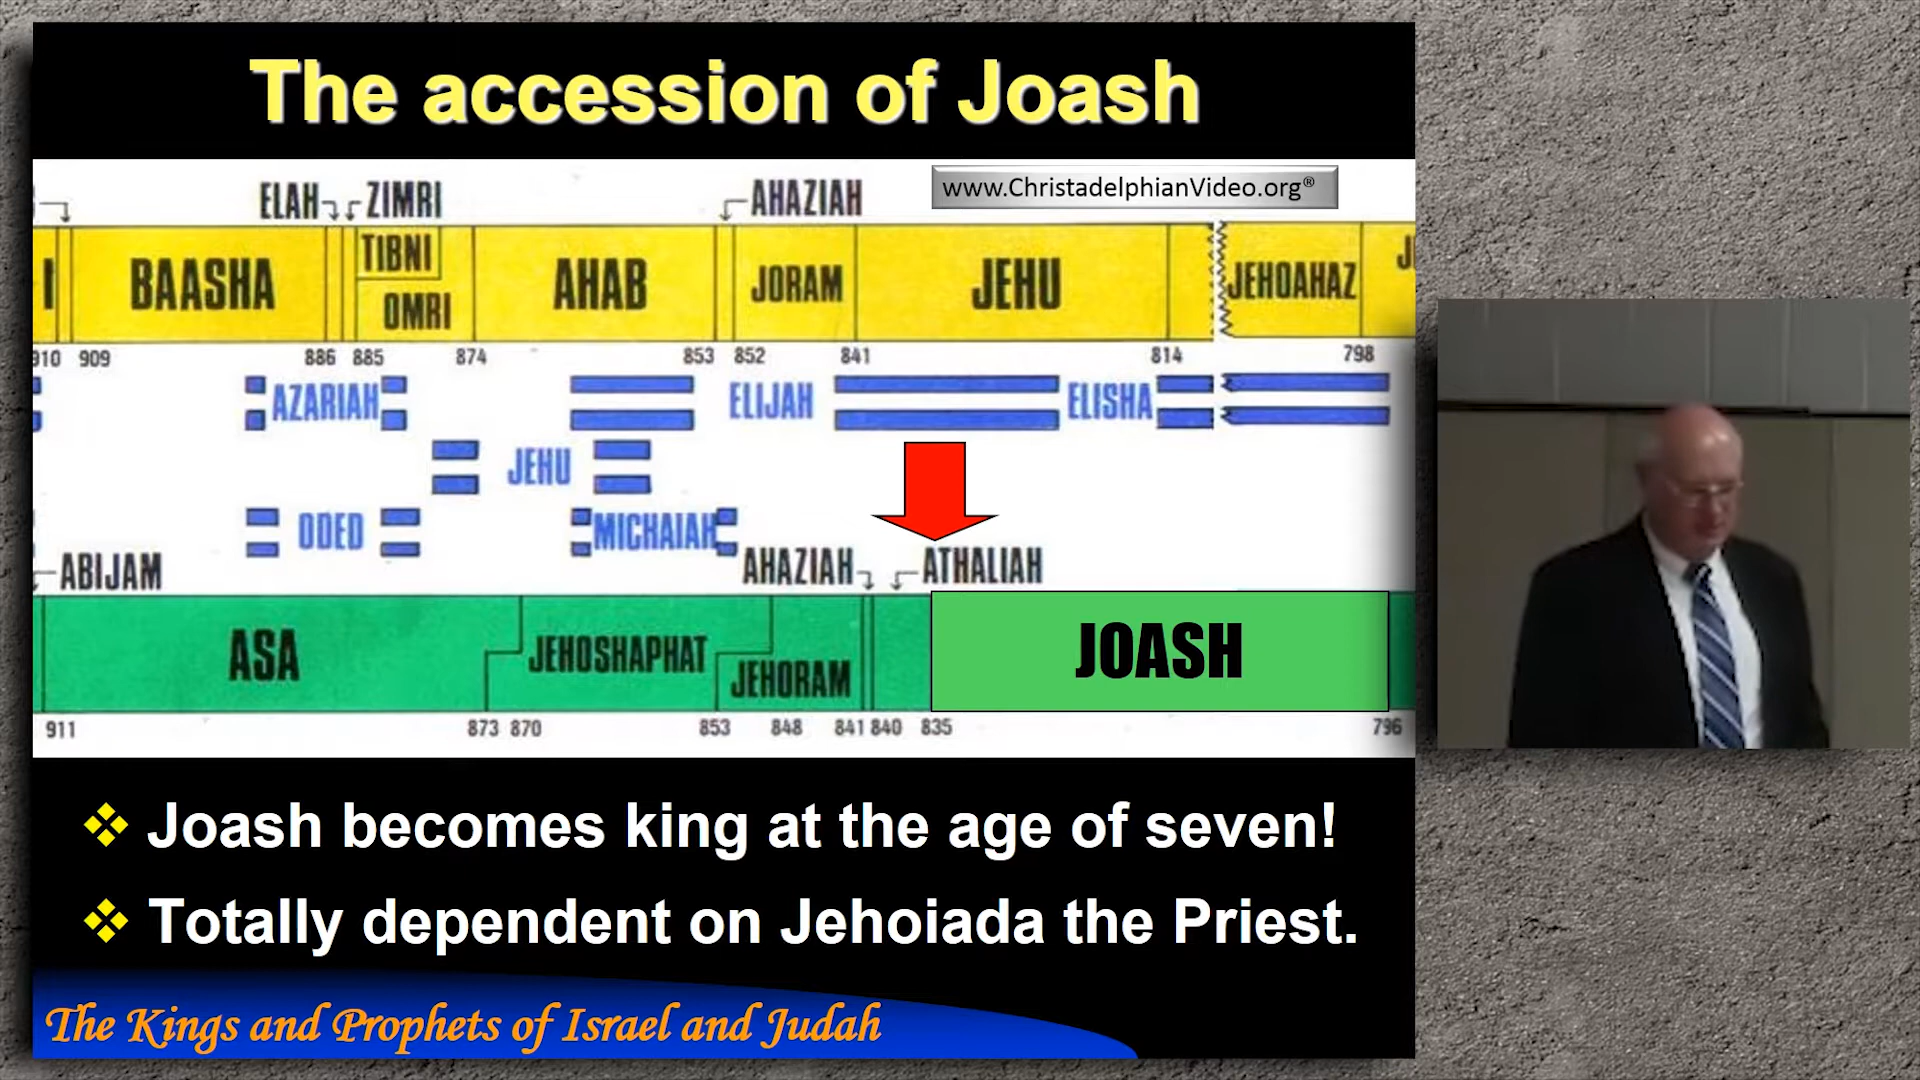 The accession of Joash
www.ChristadelphianVideo.org®
ELAH ZIMRI AHAZIAH
BAASHA TIBNI OMRI AHAB JORAM JEHU JEHOAHAZ
910 909 886 885 874 853 852 841 814 798
AZARIAH ELIJAH ELISHA
JEHU
ODED MICHAIAH
ABIJAM AHAZIAH ATHALIAH
ASA JEHOSHAPHAT JEHORAM JOASH
911 873 870 853 848 841 840 835 796
Joash becomes king at the age of seven!
Totally dependent on Jehoiada the Priest.
The Kings and Prophets of Israel and Judah